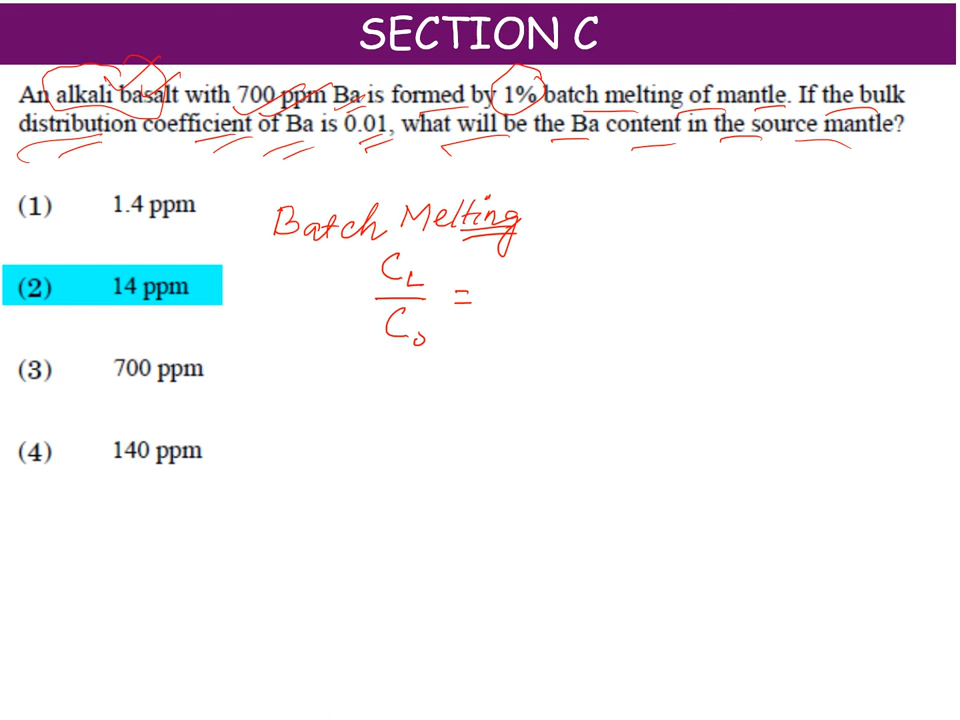 SECTION C
An alkali basalt with 700 ppm Ba is formed by 1% batch melting of mantle. If the bulk
distribution coefficient of Ba is 0.01, what will be the Ba content in the source mantle?
(1) 1.4 ppm
Batch Melting
(2) 14 ppm
C_L / C_0 =
(3) 700 ppm
(4) 140 ppm